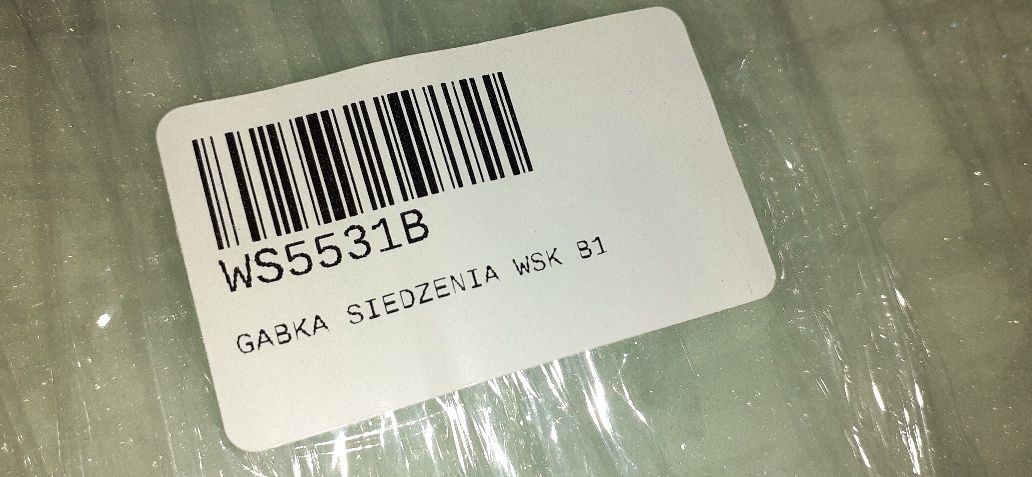 WS5531B
GABKA SIEDZENIA WSK B1